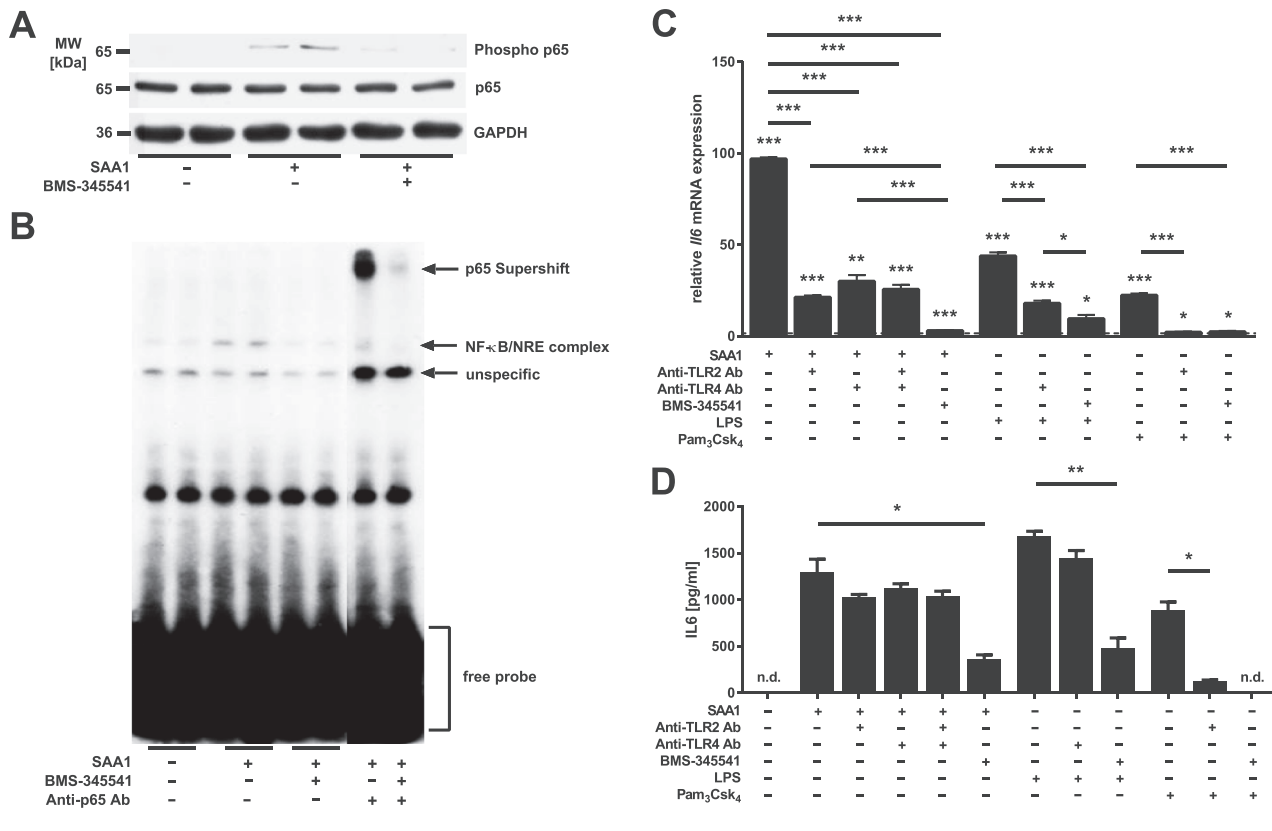 A
MW
[kDa]
65
Phospho p65
65
p65
36
GAPDH
SAA1 - + +
BMS-345541 - - +
B
p65 Supershift
NF-κB/NRE complex
unspecific
free probe
SAA1 - + + + +
BMS-345541 - - + - +
Anti-p65 Ab - - - + +
C
***
***
***
***
150
100
50
0
relative Il6 mRNA expression
*** *** ***
*** ***
*** * ***
*** *** ** *** *** *** *** * *** * *
SAA1 + + + + + - - - - - -
Anti-TLR2 Ab - + - + - - - - - + -
Anti-TLR4 Ab - - + + - - + - - - -
BMS-345541 - - - - + - - + - - +
LPS - - - - - + + + - - -
Pam3Csk4 - - - - - - - - + + +
D
**
*
*
2000
1500
1000
500
0
IL6 [pg/ml]
n.d. n.d.
SAA1 - + + + + + - - - - - -
Anti-TLR2 Ab - - + - + - - - - - + -
Anti-TLR4 Ab - - - + + - - + - - - -
BMS-345541 - - - - - + - - + - - +
LPS - - - - - - + + + - - -
Pam3Csk4 - - - - - - - - - + + +